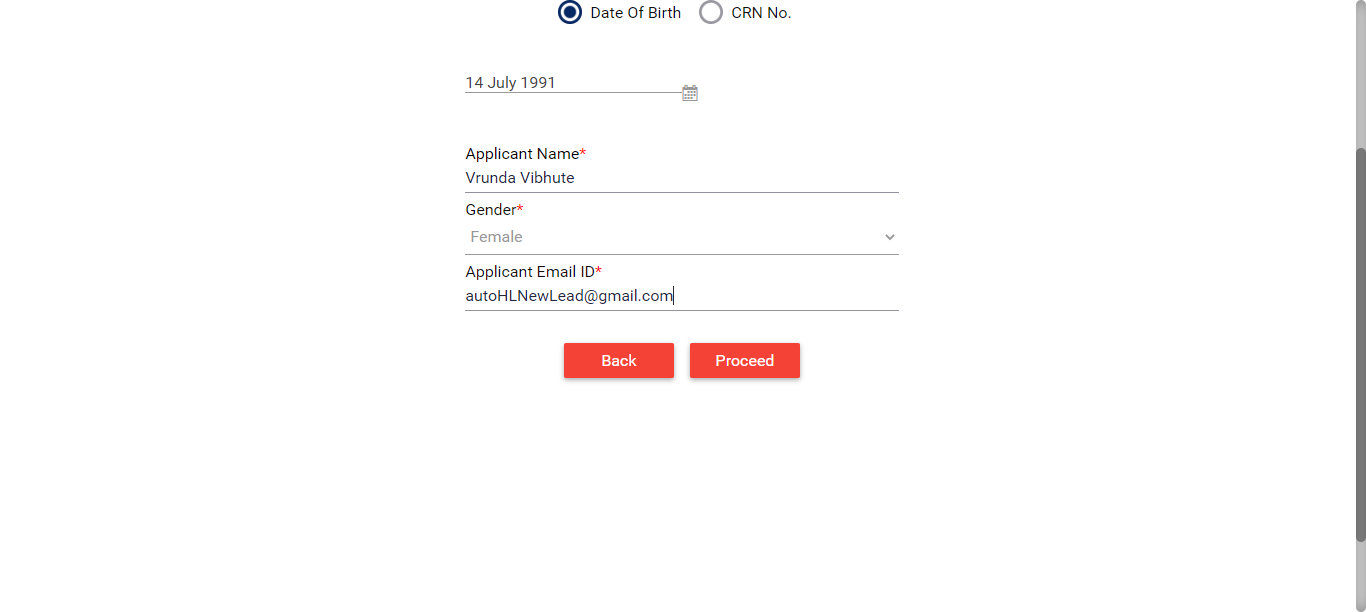 Date Of Birth CRN No.
14 July 1991
Applicant Name*
Vrunda Vibhute
Gender*
Female
Applicant Email ID*
autoHLNewLead@gmail.com
Back Proceed